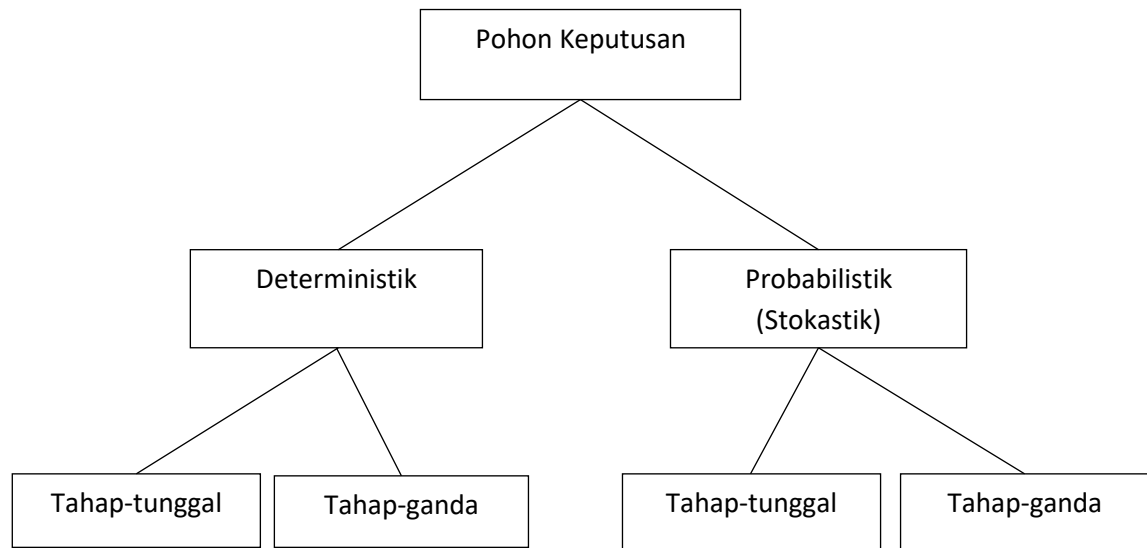 Pohon Keputusan
Deterministik
Probabilistik
(Stokastik)
Tahap-tunggal
Tahap-ganda
Tahap-tunggal
Tahap-ganda